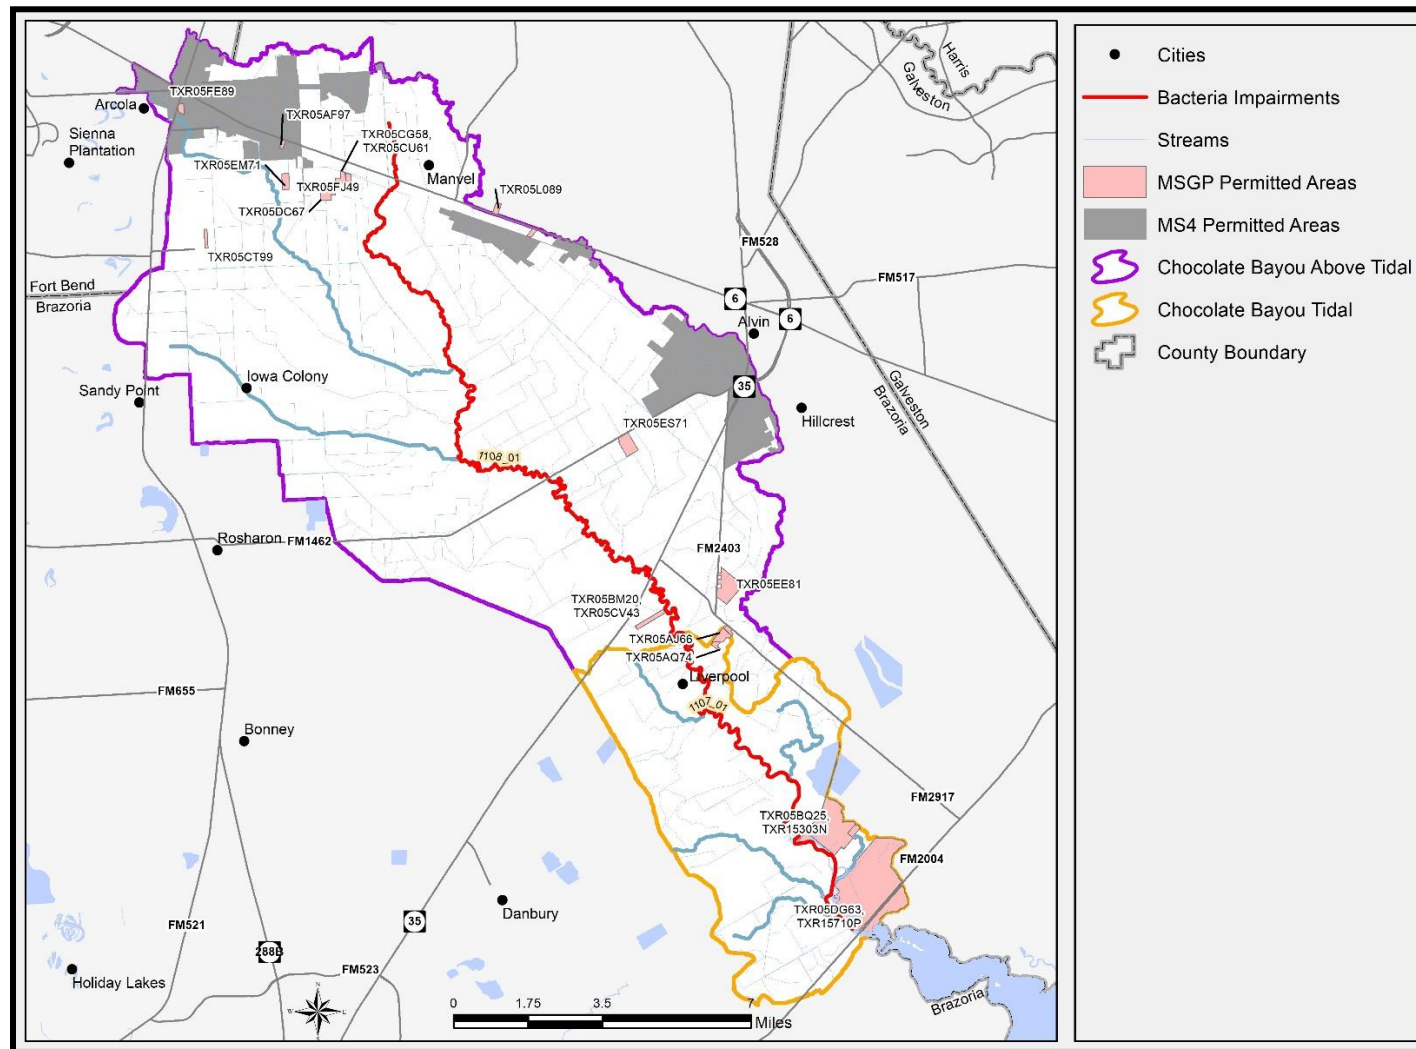 Harris
Galveston
TXR05FE89
Arcola
TXR05AF97
Sienna
Plantation
TXR05CG58,
TXR05CU61
TXR05EM71
Manvel
TXR05FJ49
TXR05L089
TXR05DC67
TXR05CT99
FM528
FM517
Fort Bend
Brazoria
6
6
Alvin
Iowa Colony
Sandy Point
35
Galveston
Brazoria
Hillcrest
TXR05ES71
1108_01
Rosharon
FM1462
FM2403
TXR05EE81
TXR05BM20,
TXR05CV43
TXR05AJ66
TXR05AQ74
Liverpool
FM655
1107_01
Bonney
FM2917
TXR05BQ25,
TXR15303N
FM2004
Danbury
TXR05DG63,
TXR15710P
FM521
35
288B
FM523
Holiday Lakes
Brazoria
N
W
0 1.75 3.5 7
Miles
Cities
Bacteria Impairments
Streams
MSGP Permitted Areas
MS4 Permitted Areas
Chocolate Bayou Above Tidal
Chocolate Bayou Tidal
County Boundary